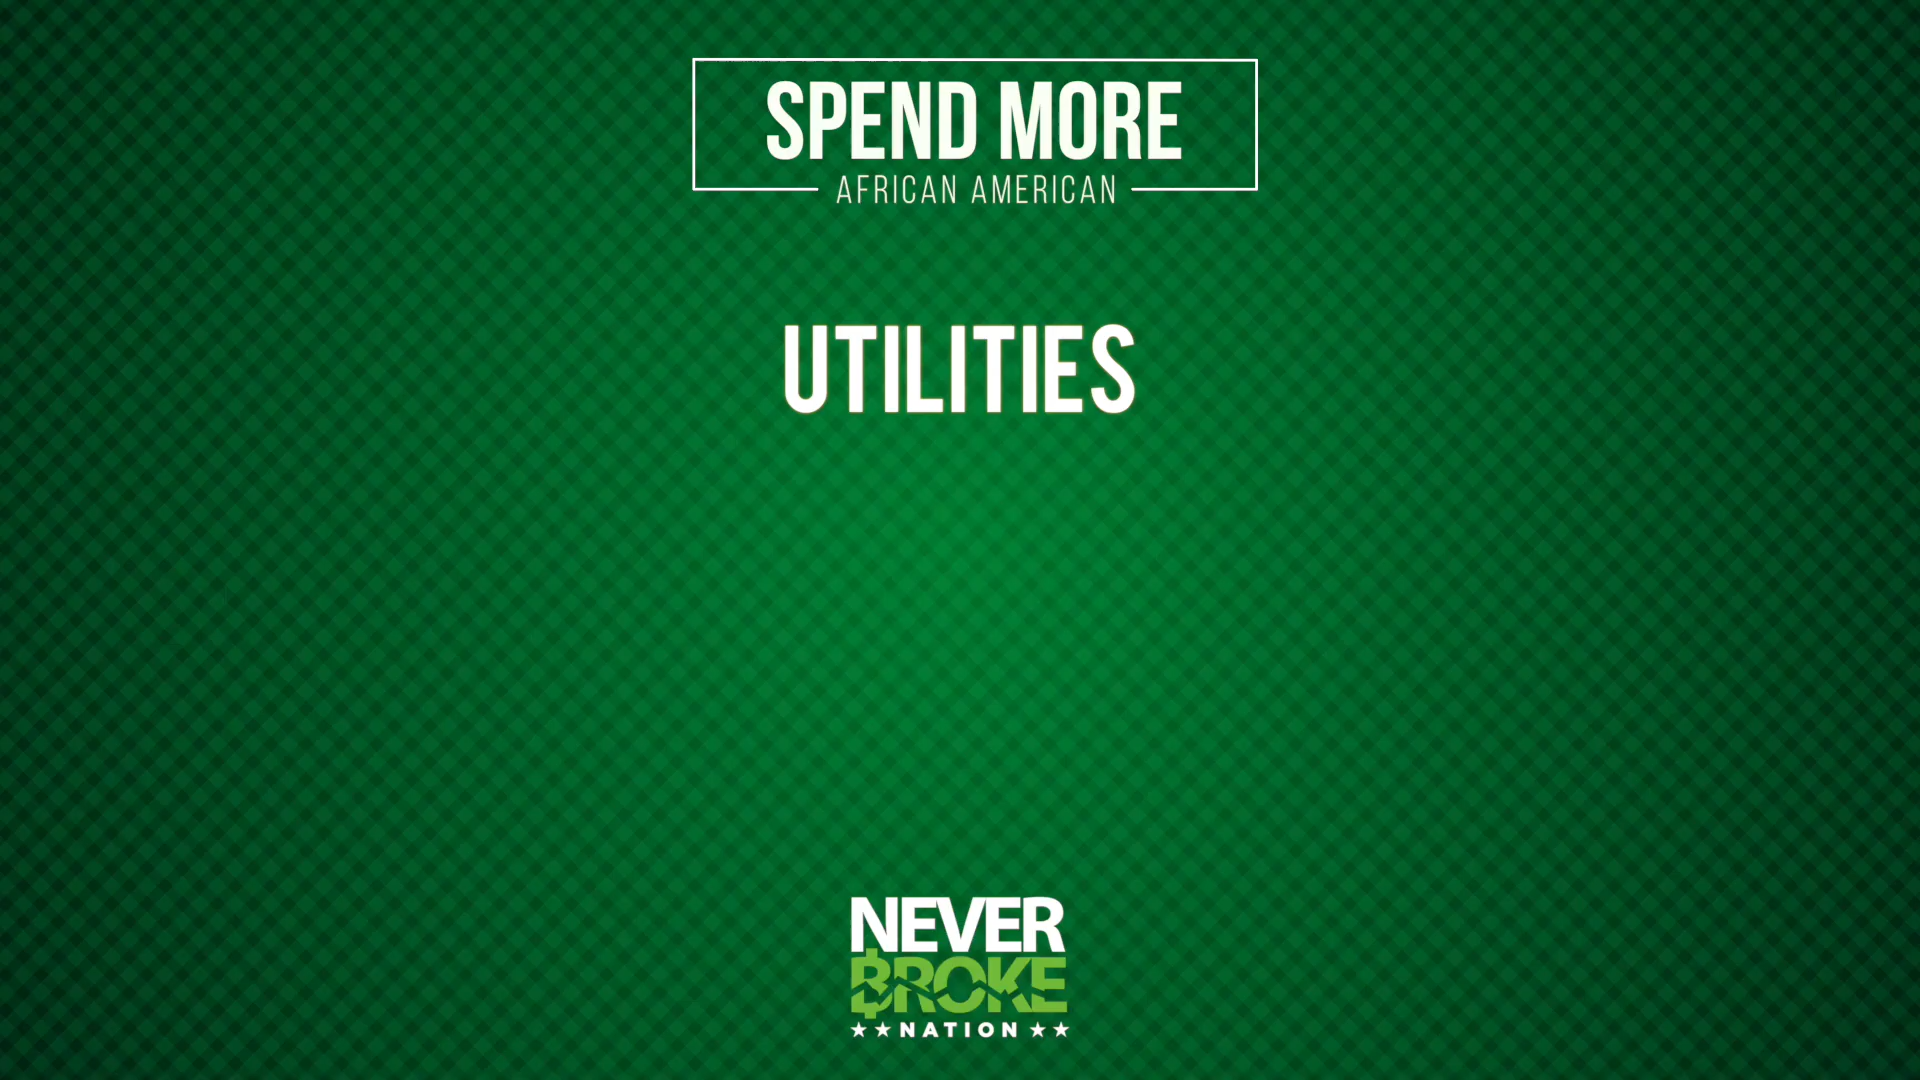 SPEND MORE
AFRICAN AMERICAN
UTILITIES
NEVER
BROKE
NATION